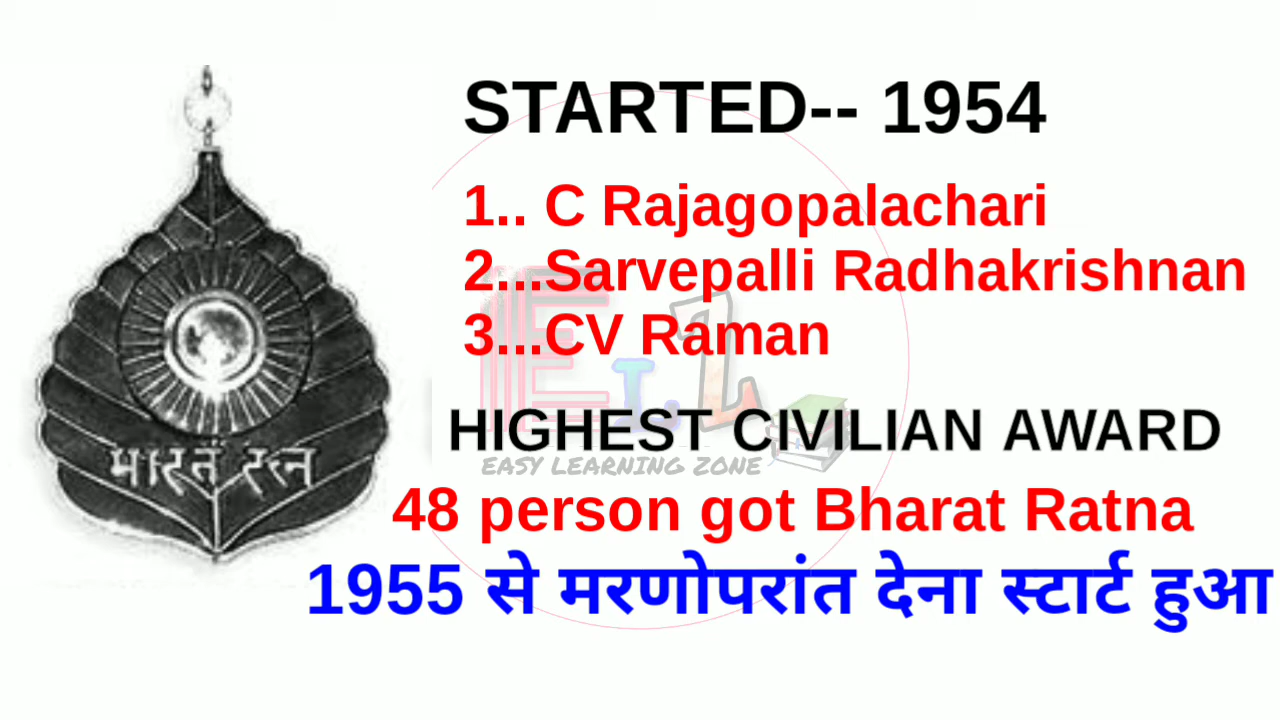 STARTED-- 1954
1.. C Rajagopalachari
2...Sarvepalli Radhakrishnan
3...CV Raman
ELZ
HIGHEST CIVILIAN AWARD
EASY LEARNING ZONE
भारत रत्न
48 person got Bharat Ratna
1955 से मरणोपरांत देना स्टार्ट हुआ